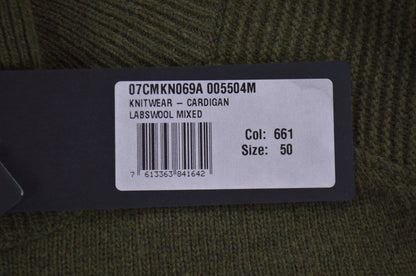 07CMKN069A 005504M
KNITWEAR – CARDIGAN
LABSWOOL MIXED
Col: 661
Size: 50
7 613363 841642